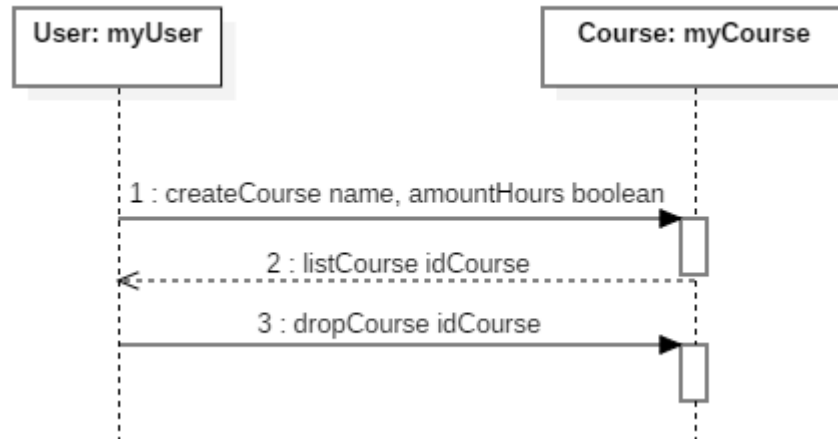 User: myUser
Course: myCourse
1 : createCourse name, amountHours boolean
2 : listCourse idCourse
3 : dropCourse idCourse